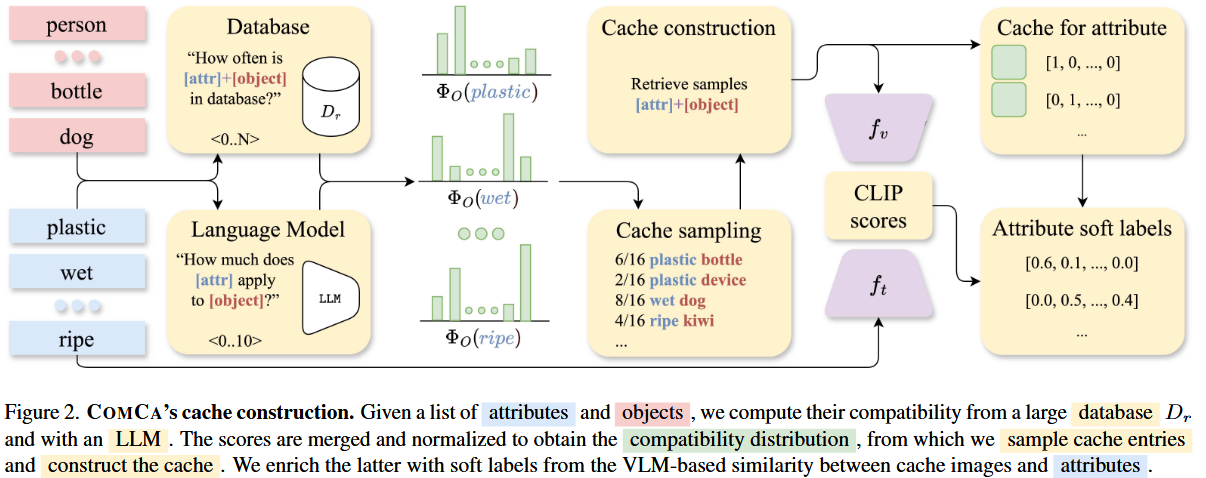 person
bottle
dog
plastic
wet
ripe
Database
“How often is
[attr]+[object]
in database?”
D_r
<0..N>
Language Model
“How much does
[attr] apply
to [object]?”
LLM
<0..10>
Φ_O(plastic)
Φ_O(wet)
Φ_O(ripe)
Cache construction
Retrieve samples
[attr]+[object]
Cache sampling
6/16 plastic bottle
2/16 plastic device
8/16 wet dog
4/16 ripe kiwi
...
f_v
CLIP
scores
f_t
Cache for attribute
[1, 0, ..., 0]
[0, 1, ..., 0]
...
Attribute soft labels
[0.6, 0.1, ..., 0.0]
[0.0, 0.5, ..., 0.4]
...
Figure 2. COMCA’s cache construction. Given a list of attributes and objects , we compute their compatibility from a large database D_r
and with an LLM . The scores are merged and normalized to obtain the compatibility distribution , from which we sample cache entries
and construct the cache . We enrich the latter with soft labels from the VLM-based similarity between cache images and attributes .